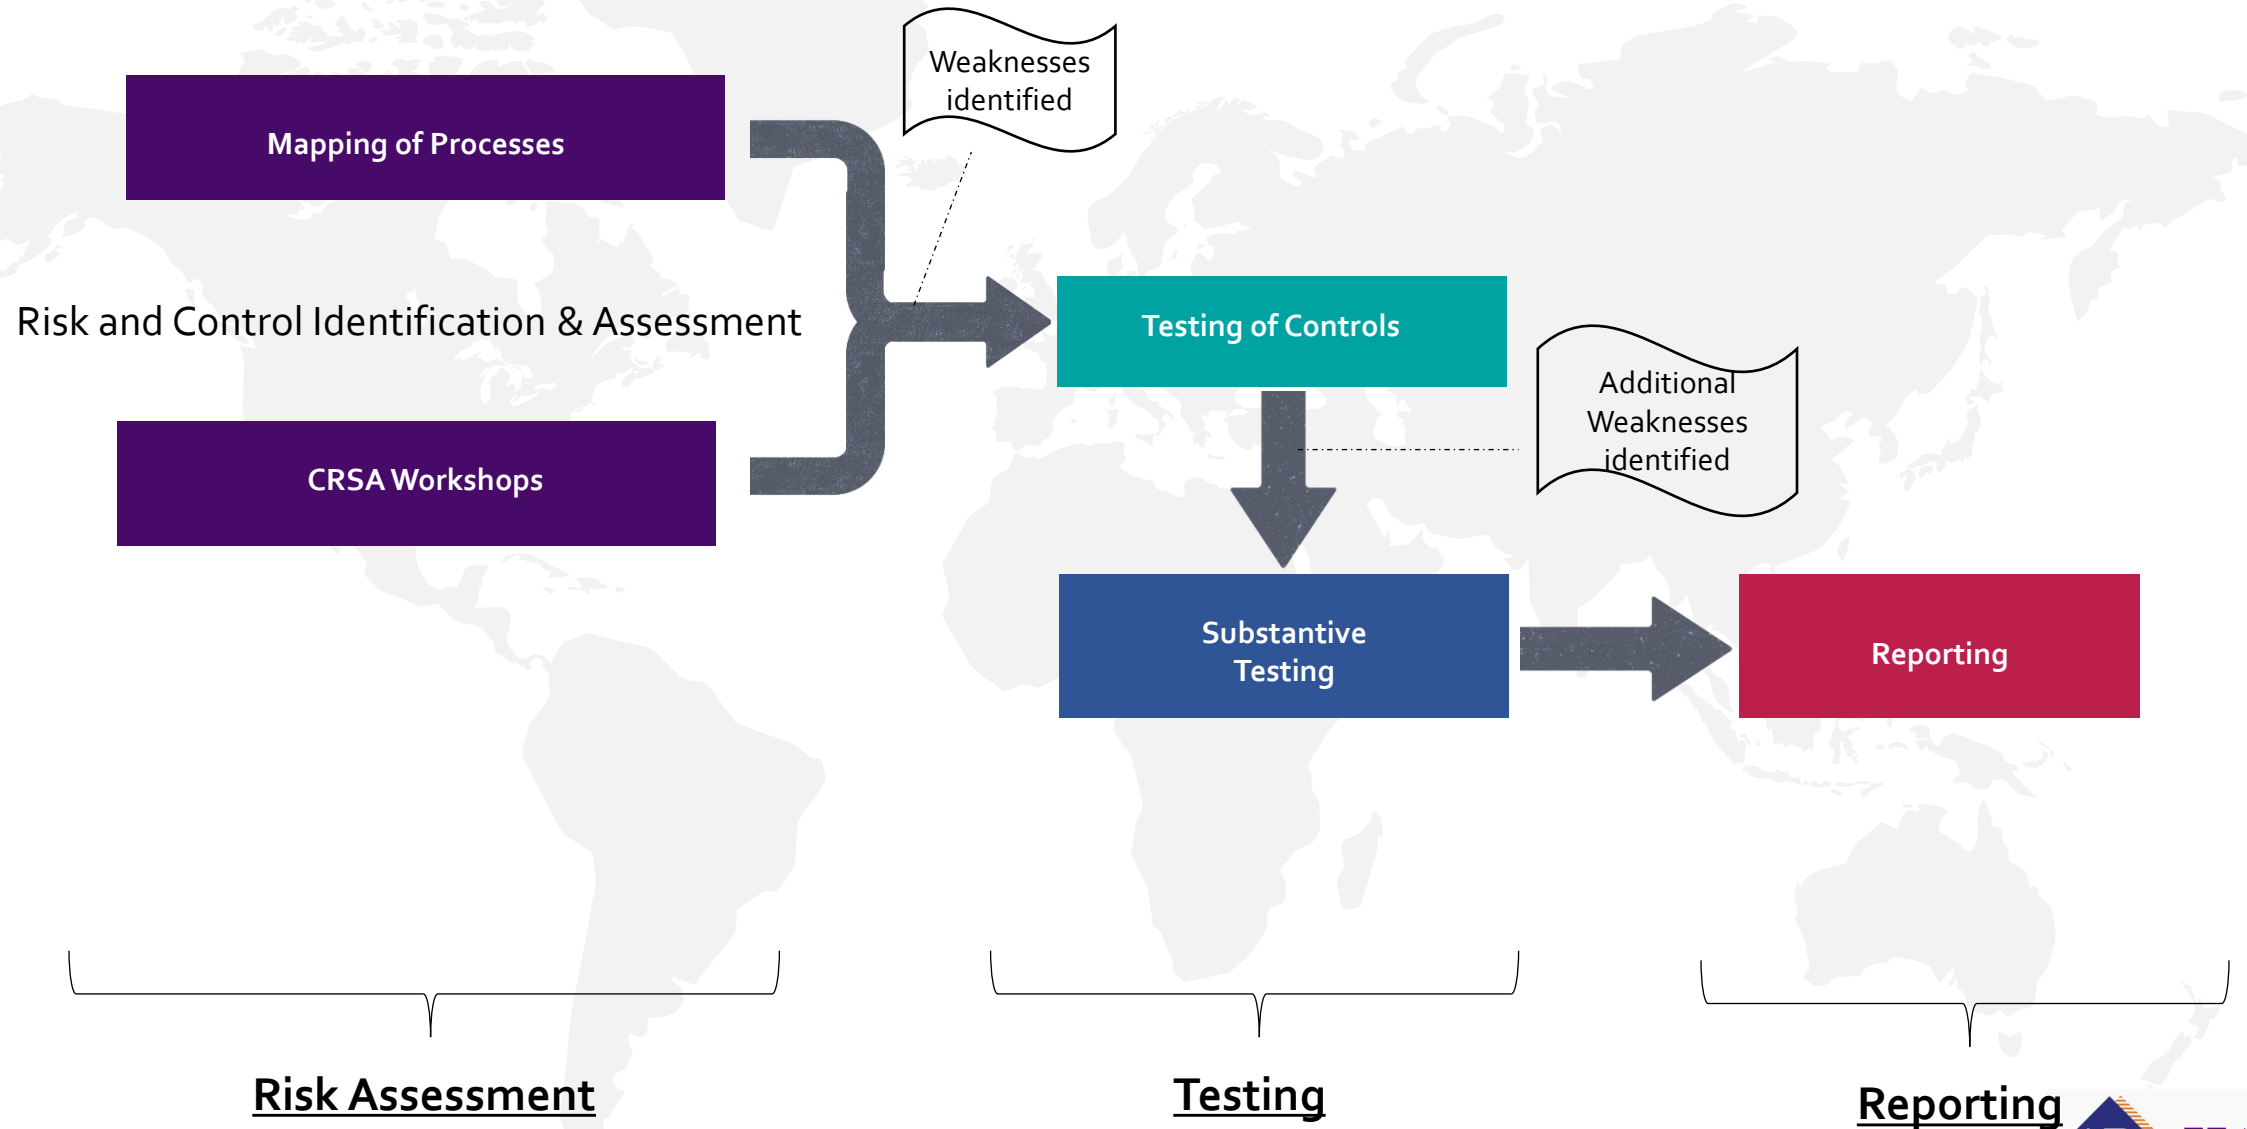 Weaknesses
identified
Mapping of Processes
Risk and Control Identification & Assessment
Testing of Controls
Additional
Weaknesses
identified
CRSA Workshops
Substantive
Testing
Reporting
Risk Assessment
Testing
Reporting